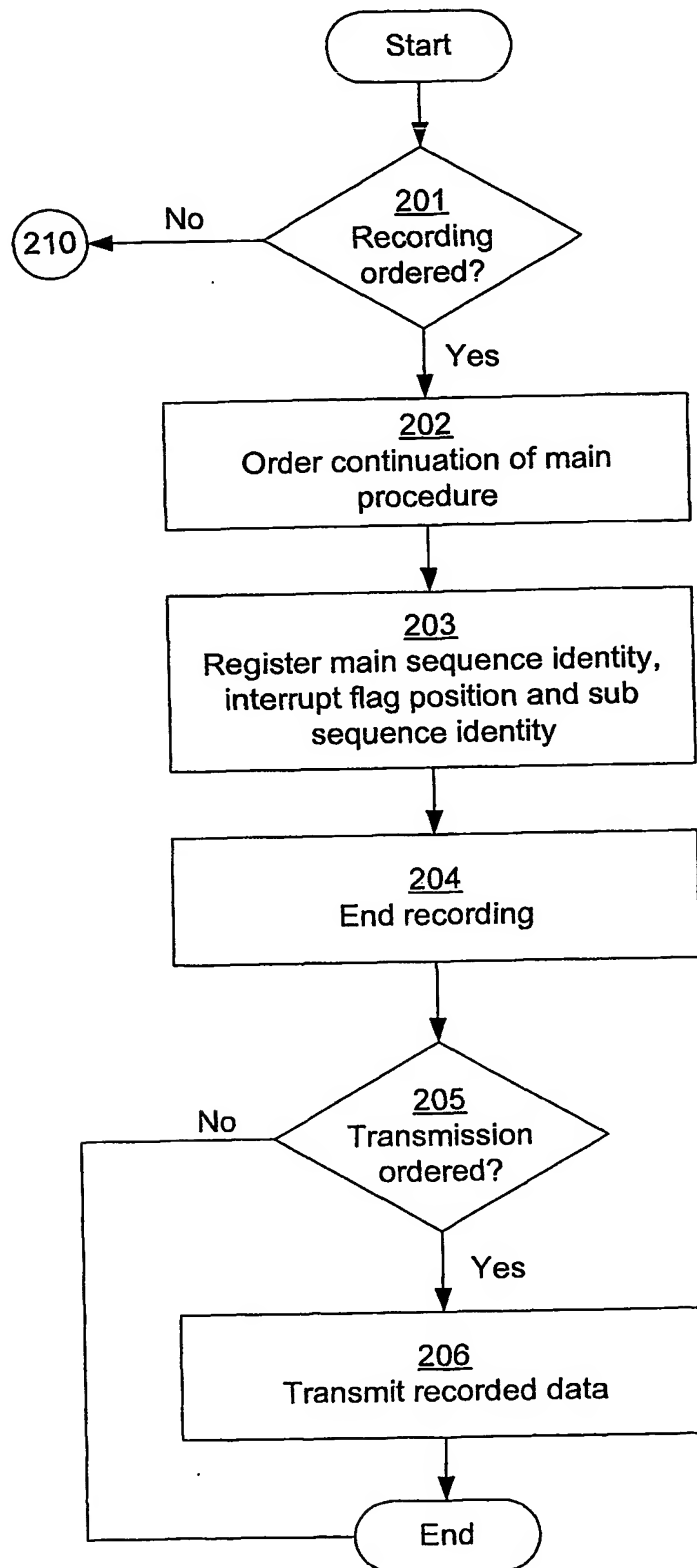 Start
201
Recording
ordered?
No
210
Yes
202
Order continuation of main
procedure
203
Register main sequence identity,
interrupt flag position and sub
sequence identity
204
End recording
205
Transmission
ordered?
No
Yes
206
Transmit recorded data
End